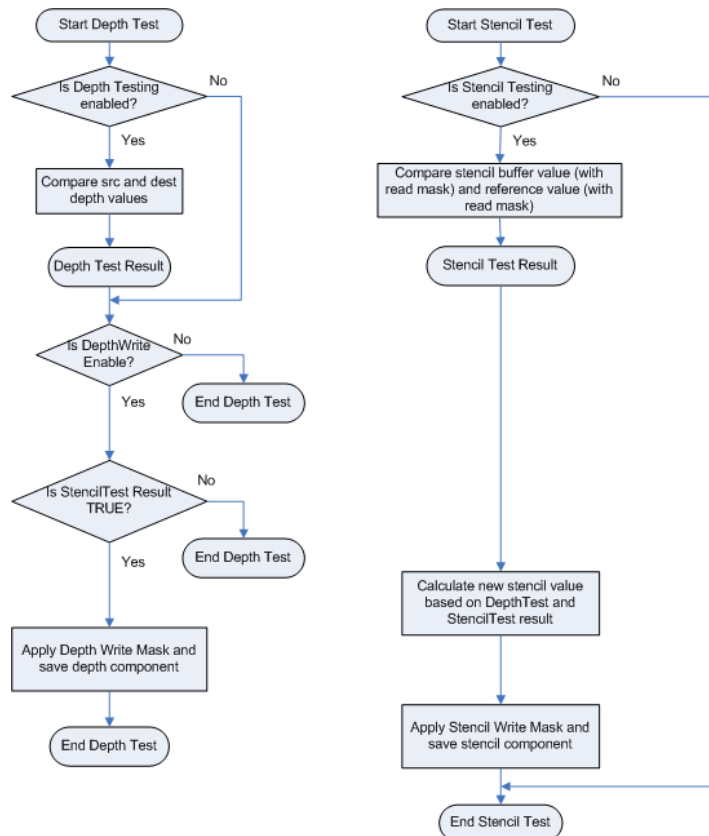 Start Depth Test
Is Depth Testing
enabled?
No
Yes
Compare src and dest
depth values
Depth Test Result
Is DepthWrite
Enable?
No
Yes
End Depth Test
Is StencilTest Result
TRUE?
No
Yes
End Depth Test
Apply Depth Write Mask and
save depth component
End Depth Test
Start Stencil Test
Is Stencil Testing
enabled?
No
Yes
Compare stencil buffer value (with
read mask) and reference value (with
read mask)
Stencil Test Result
Calculate new stencil value
based on DepthTest and
StencilTest result
Apply Stencil Write Mask and
save stencil component
End Stencil Test